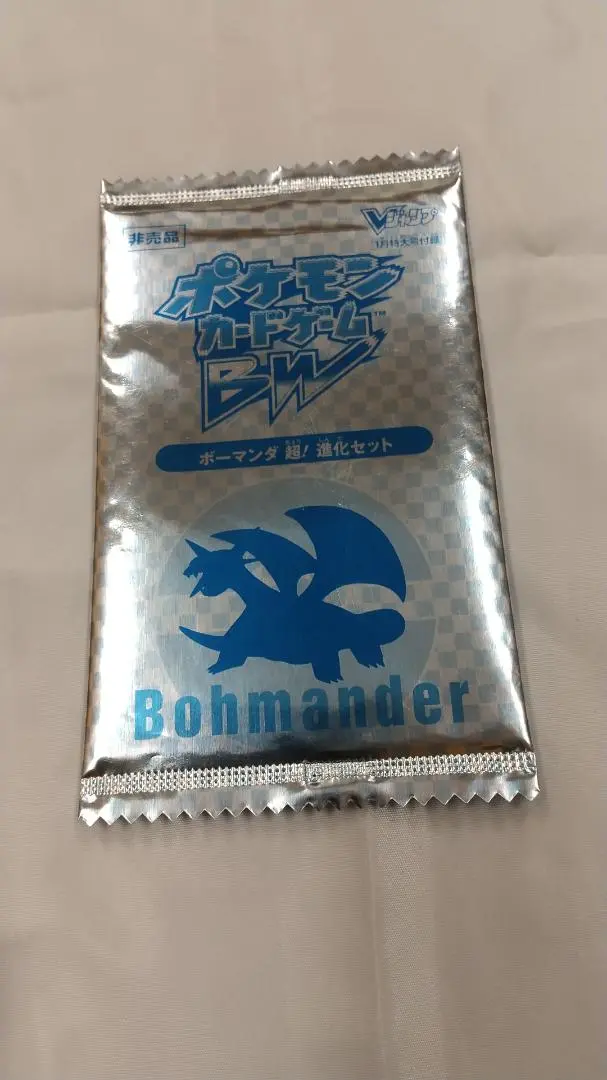 非売品
Vジャンプ
1月特大号付録
ポケモン
カードゲーム™
BW
ボーマンダ 超! 進化セット
Bohmander